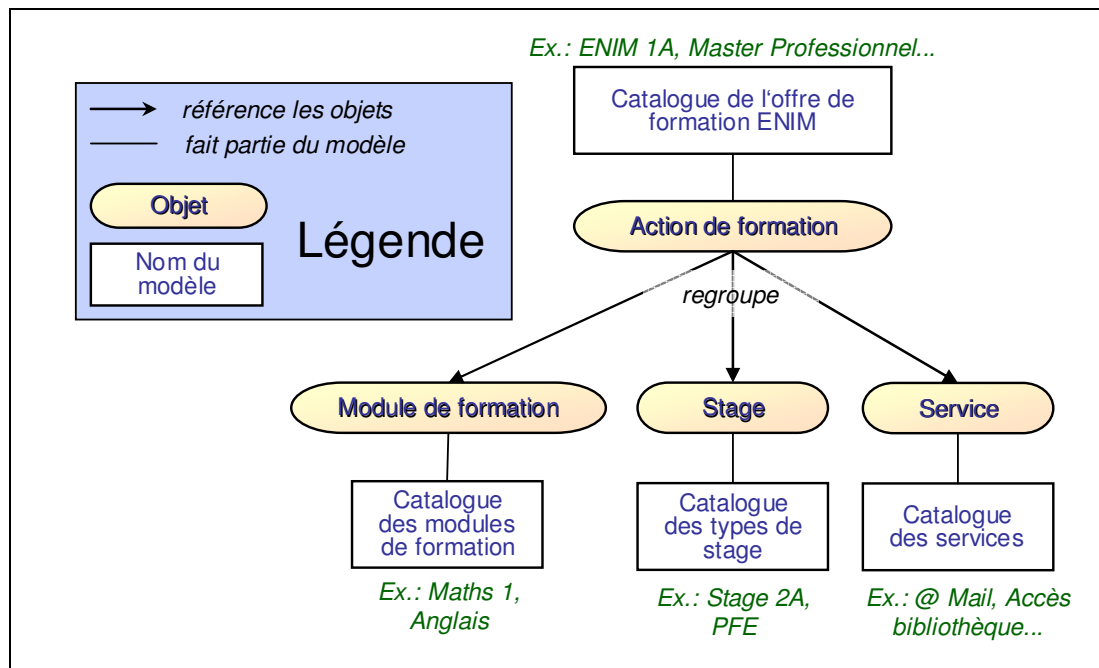 Ex.: ENIM 1A, Master Professionnel...
Catalogue de l'offre de
formation ENIM
référence les objets
fait partie du modèle
Objet
Légende
Nom du
modèle
Action de formation
regroupe
Module de formation
Stage
Service
Catalogue
des modules
de formation
Catalogue
des types de
stage
Catalogue
des services
Ex.: Maths 1,
Anglais
Ex.: Stage 2A,
PFE
Ex.: @ Mail, Accès
bibliothèque...